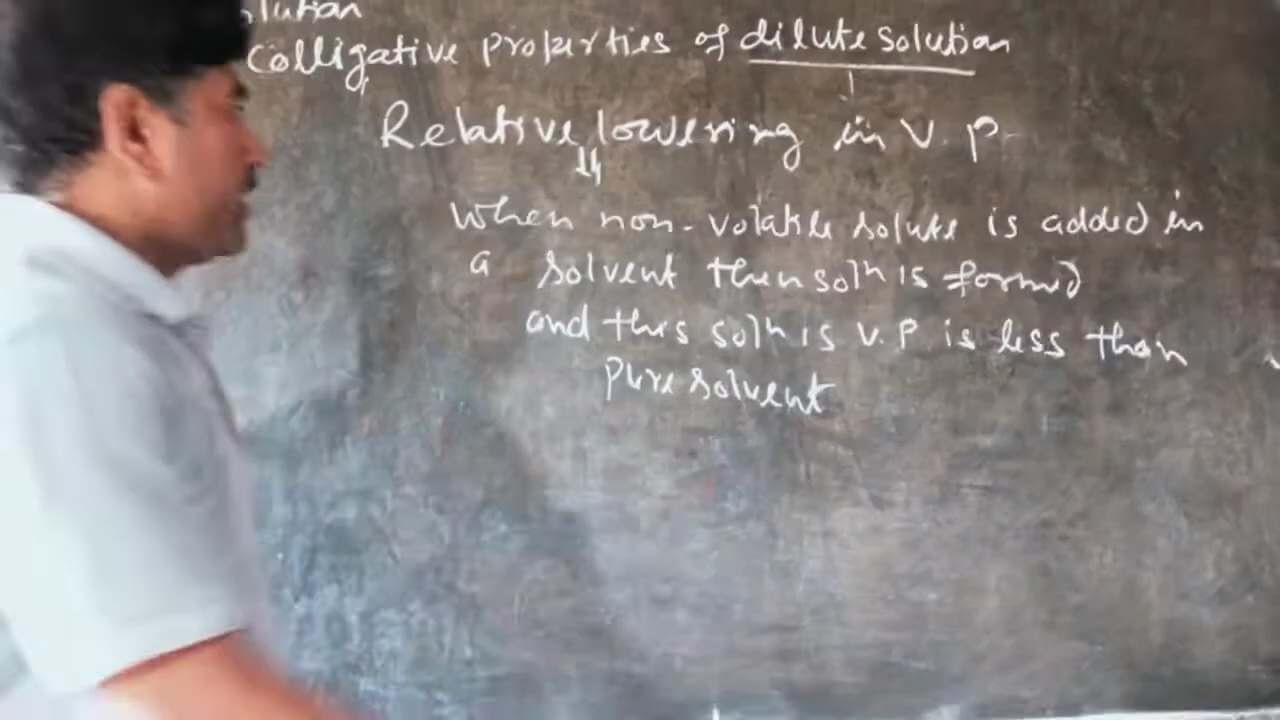 lution
Colligative properties of dilute solution
Relative lowering in V.P.
When non-volatile solute is added in
a solvent then solⁿ is formed
and this solⁿ is V.P is less than
pure solvent